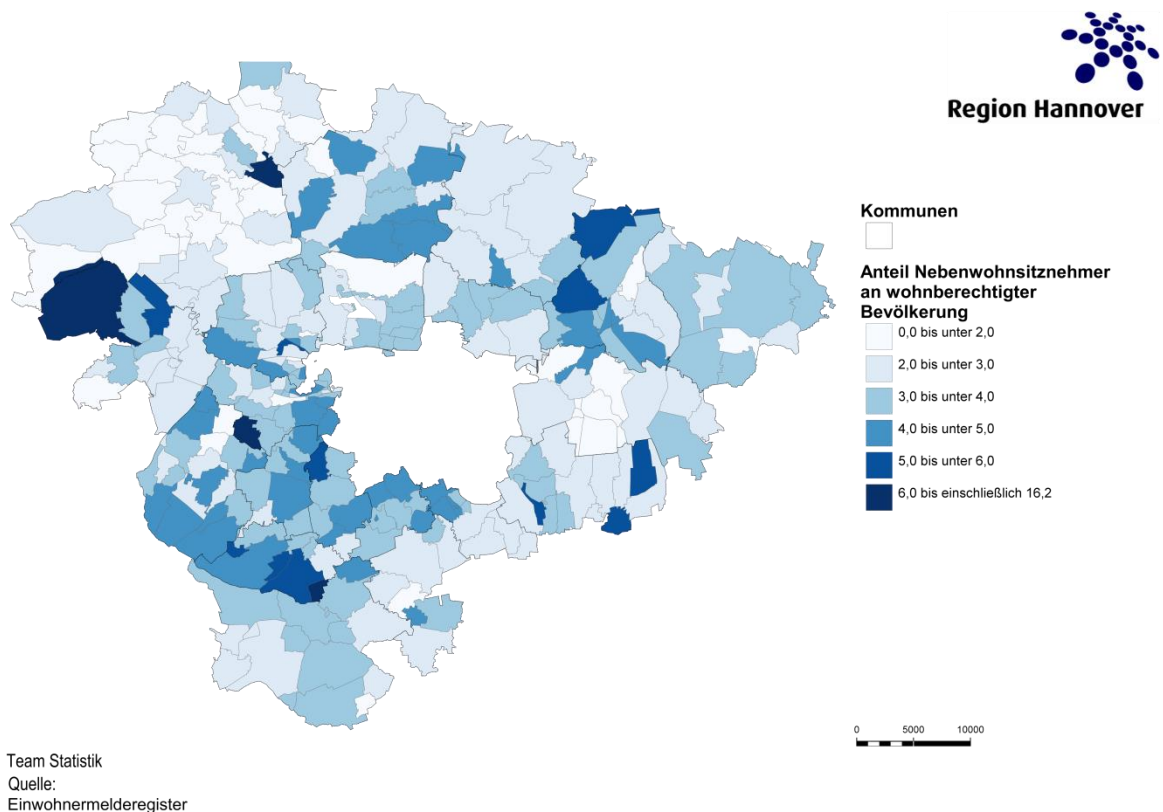 Region Hannover
Kommunen
Anteil Nebenwohnsitznehmer
an wohnberechtigter
Bevölkerung
0,0 bis unter 2,0
2,0 bis unter 3,0
3,0 bis unter 4,0
4,0 bis unter 5,0
5,0 bis unter 6,0
6,0 bis einschließlich 16,2
0 5000 10000
Team Statistik
Quelle:
Einwohnermelderegister